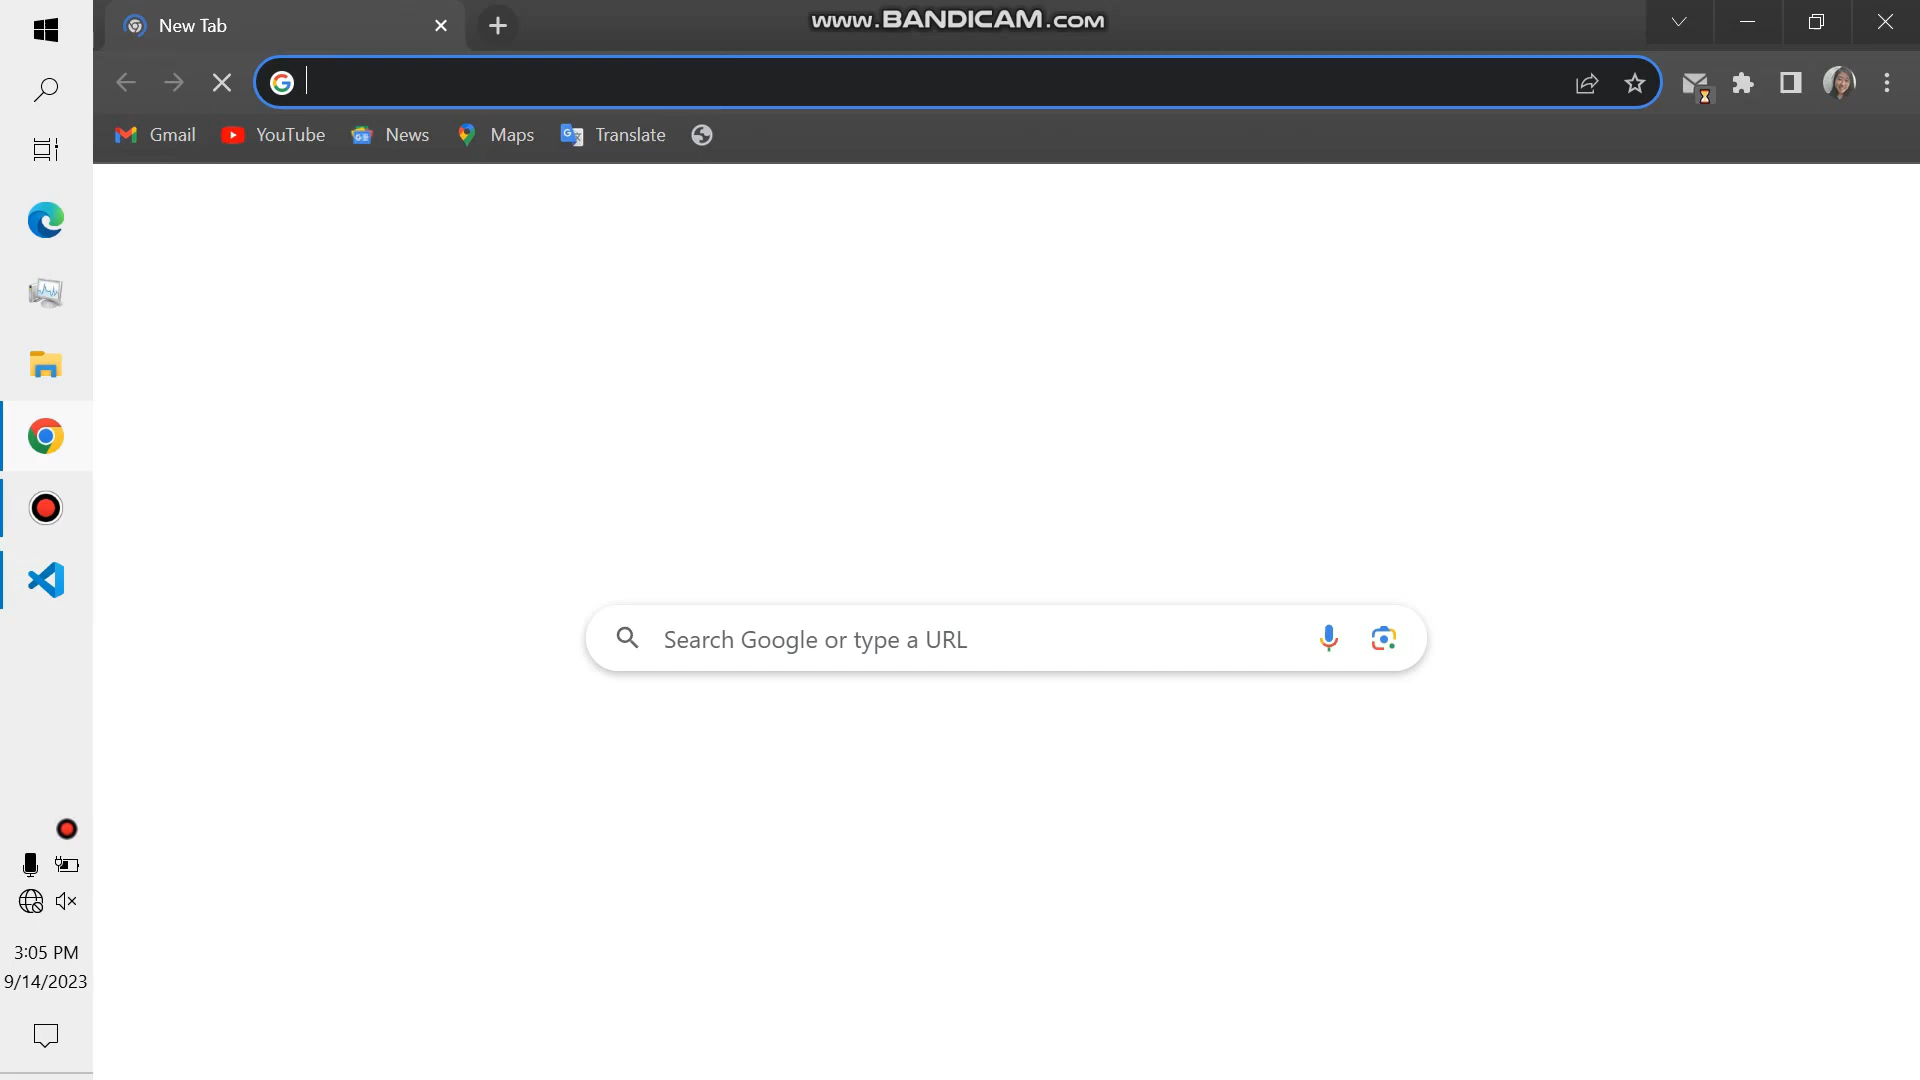 New Tab
www.BANDICAM.com
Gmail
YouTube
News
Maps
Translate
Search Google or type a URL
3:05 PM
9/14/2023